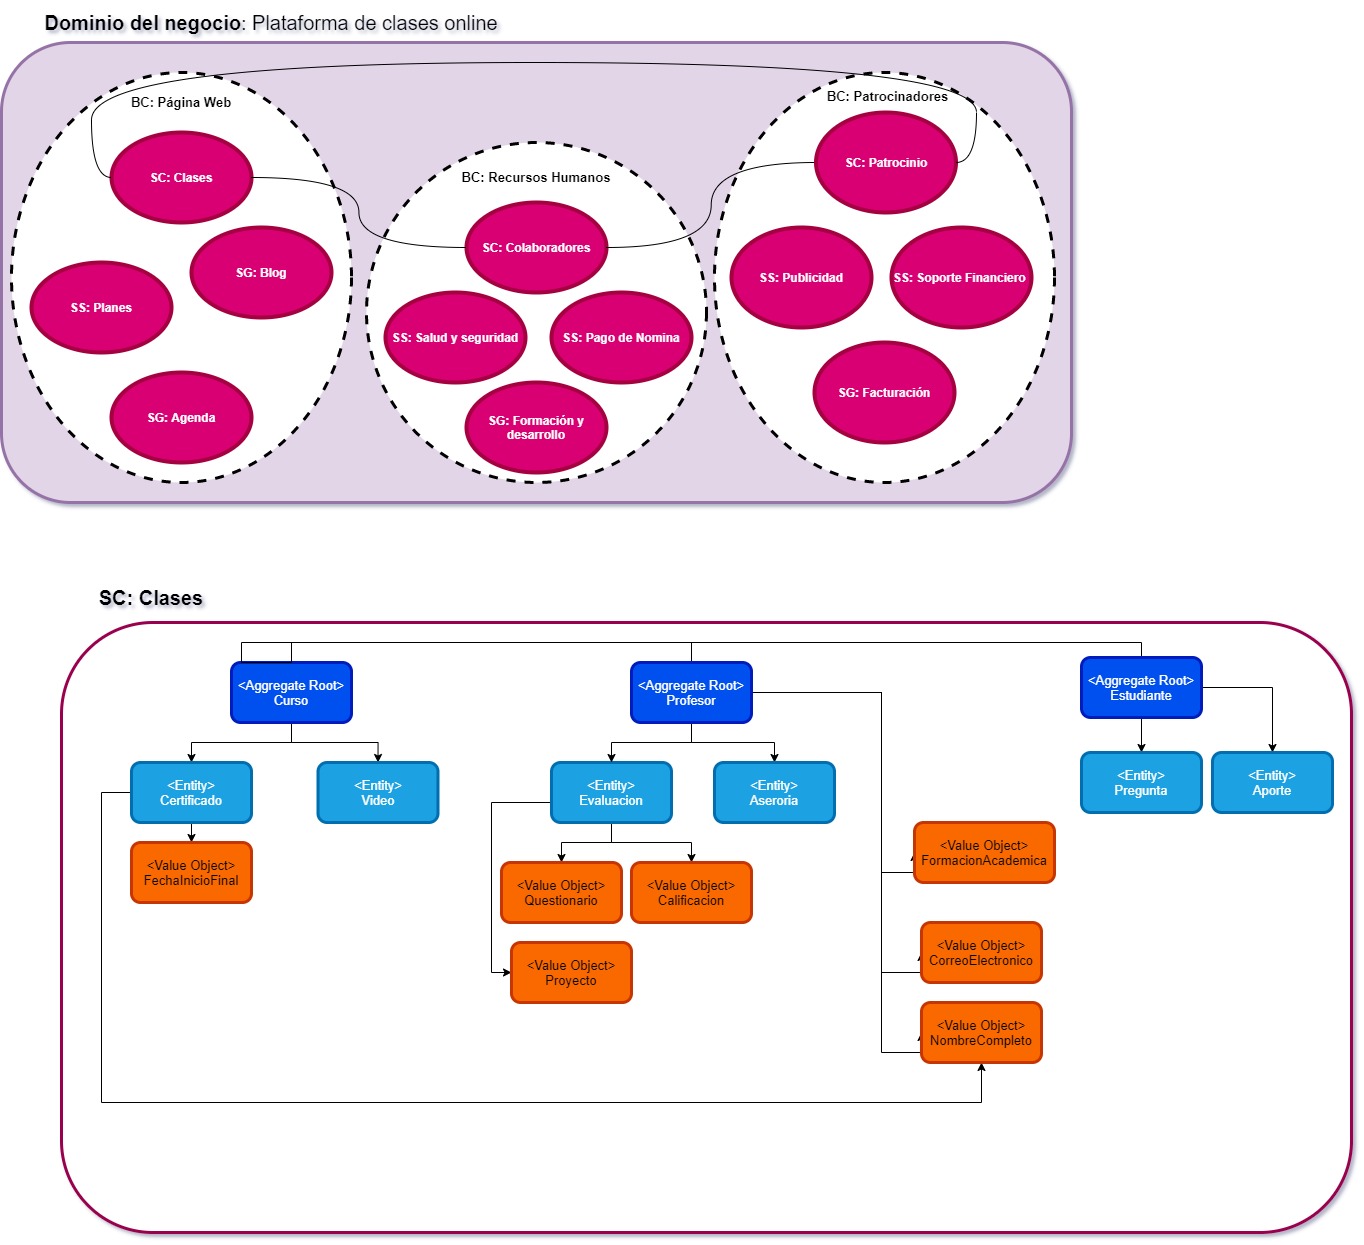 Dominio del negocio: Plataforma de clases online
BC: Página Web
SC: Clases
SG: Blog
SS: Planes
SG: Agenda
BC: Recursos Humanos
SC: Colaboradores
SS: Salud y seguridad
SS: Pago de Nomina
SG: Formación y
desarrollo
BC: Patrocinadores
SC: Patrocinio
SS: Publicidad
SS: Soporte Financiero
SG: Facturación
SC: Clases
<Aggregate Root>
Curso
<Aggregate Root>
Profesor
<Aggregate Root>
Estudiante
<Entity>
Certificado
<Entity>
Video
<Entity>
Evaluacion
<Entity>
Aseroria
<Entity>
Pregunta
<Entity>
Aporte
<Value Object>
FechaInicioFinal
<Value Object>
Questionario
<Value Object>
Calificacion
<Value Object>
Proyecto
<Value Object>
FormacionAcademica
<Value Object>
CorreoElectronico
<Value Object>
NombreCompleto